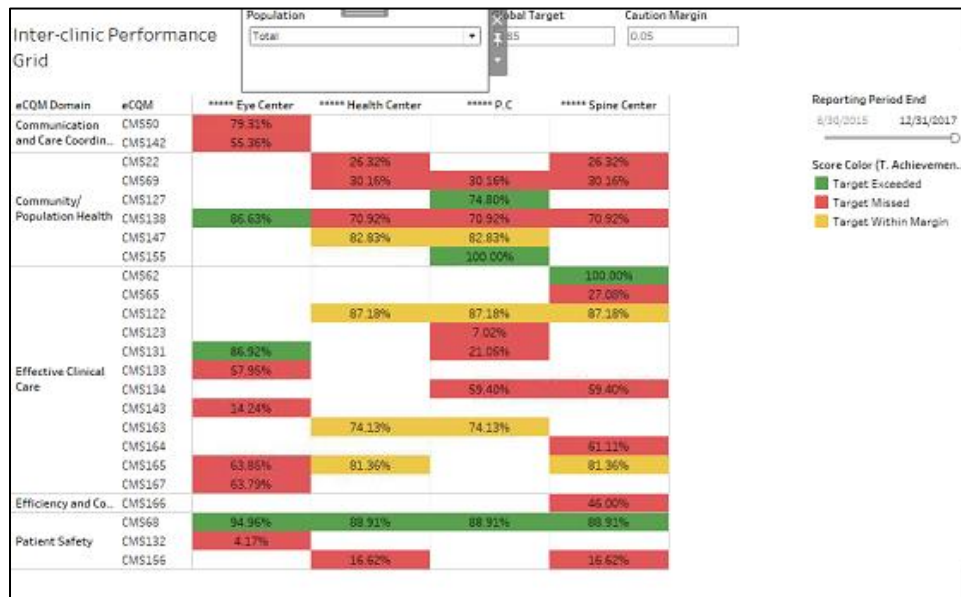 Inter-clinic Performance
Grid
Population
Total
Global Target
.85
Caution Margin
0.05
eCQM Domain eCQM ***** Eye Center ***** Health Center ***** P.C ***** Spine Center
Communication
and Care Coordin..
CMS50 79.31%
CMS142 55.36%
Community/
Population Health
CMS22 26.32% 26.32%
CMS69 30.16% 30.16% 30.16%
CMS127 74.80%
CMS138 86.63% 70.92% 70.92% 70.92%
CMS147 82.83% 82.83%
CMS155 100.00%
Effective Clinical
Care
CMS62 100.00%
CMS65 27.08%
CMS122 87.18% 87.18% 87.18%
CMS123 7.02%
CMS131 86.92%
CMS133 57.95%
CMS134 59.40% 59.40%
CMS143 14.24%
CMS163 74.13% 74.13%
CMS164 61.11%
CMS165 81.36% 81.36%
CMS167 63.79%
Efficiency and Co.. CMS166 46.00%
Patient Safety
CMS68 94.96% 88.91% 88.91% 88.91%
CMS132 4.17%
CMS156 16.62% 16.62%
Reporting Period End
12/31/2017
Score Color (T. Achievemen..
Target Exceeded
Target Missed
Target Within Margin